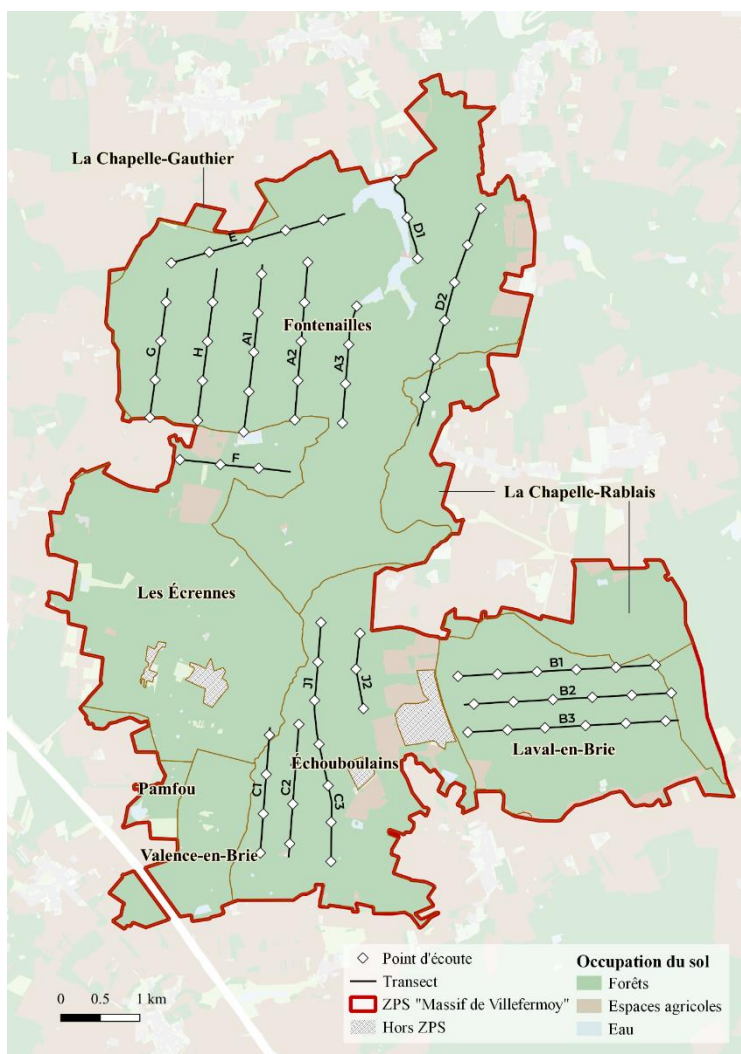 La Chapelle-Gauthier
E
D1
D2
G
H
A1
A2
A3
Fontenailles
F
La Chapelle-Rablais
Les Écrennes
J1
J2
B1
B2
B3
Laval-en-Brie
C1
C2
C3
Échouboulains
Pamfou
Valence-en-Brie
0 0.5 1 km
Point d'écoute
Transect
ZPS "Massif de Villefermoy"
Hors ZPS
Occupation du sol
Forêts
Espaces agricoles
Eau